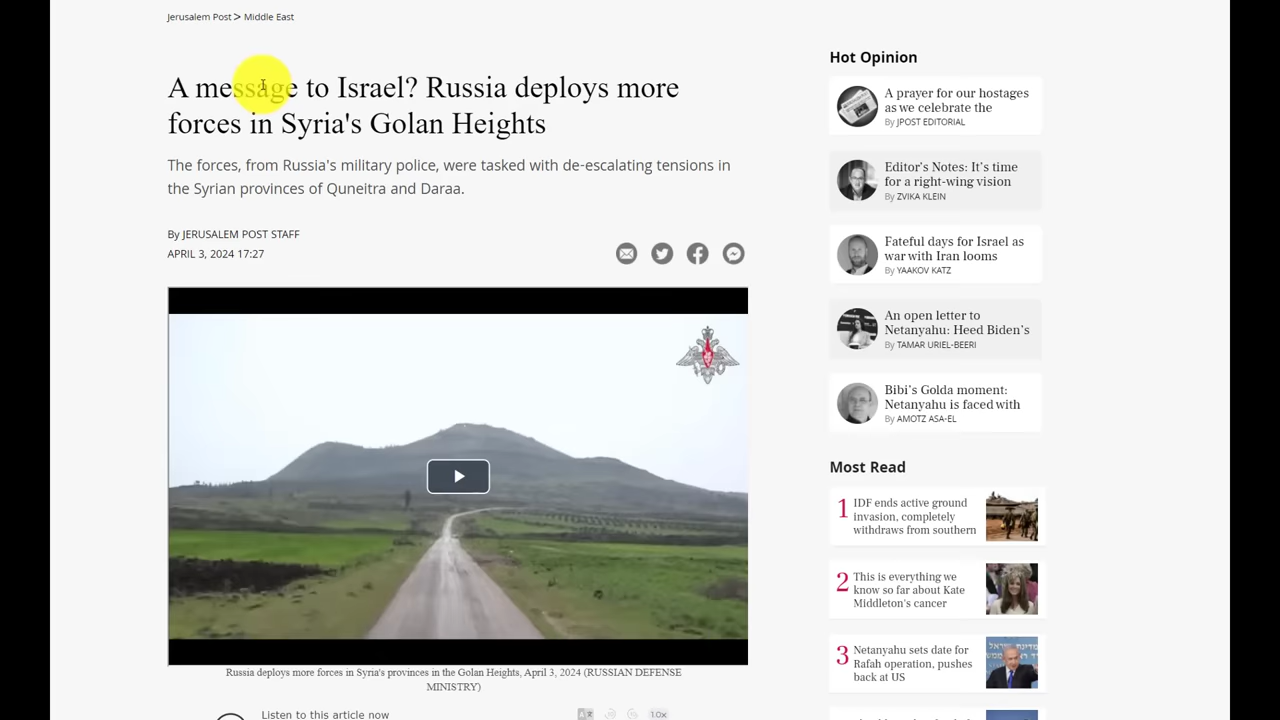 Jerusalem Post > Middle East
A message to Israel? Russia deploys more
forces in Syria's Golan Heights
The forces, from Russia's military police, were tasked with de-escalating tensions in
the Syrian provinces of Quneitra and Daraa.
By JERUSALEM POST STAFF
APRIL 3, 2024 17:27
Russia deploys more forces in Syria's provinces in the Golan Heights, April 3, 2024 (RUSSIAN DEFENSE
MINISTRY)
Listen to this article now
1.0x
Hot Opinion
A prayer for our hostages
as we celebrate the
By JPOST EDITORIAL
Editor's Notes: It's time
for a right-wing vision
By ZVIKA KLEIN
Fateful days for Israel as
war with Iran looms
By YAAKOV KATZ
An open letter to
Netanyahu: Heed Biden's
By TAMAR URIEL-BEERI
Bibi's Golda moment:
Netanyahu is faced with
By AMOTZ ASA-EL
Most Read
1 IDF ends active ground
invasion, completely
withdraws from southern
2 This is everything we
know so far about Kate
Middleton's cancer
3 Netanyahu sets date for
Rafah operation, pushes
back at US